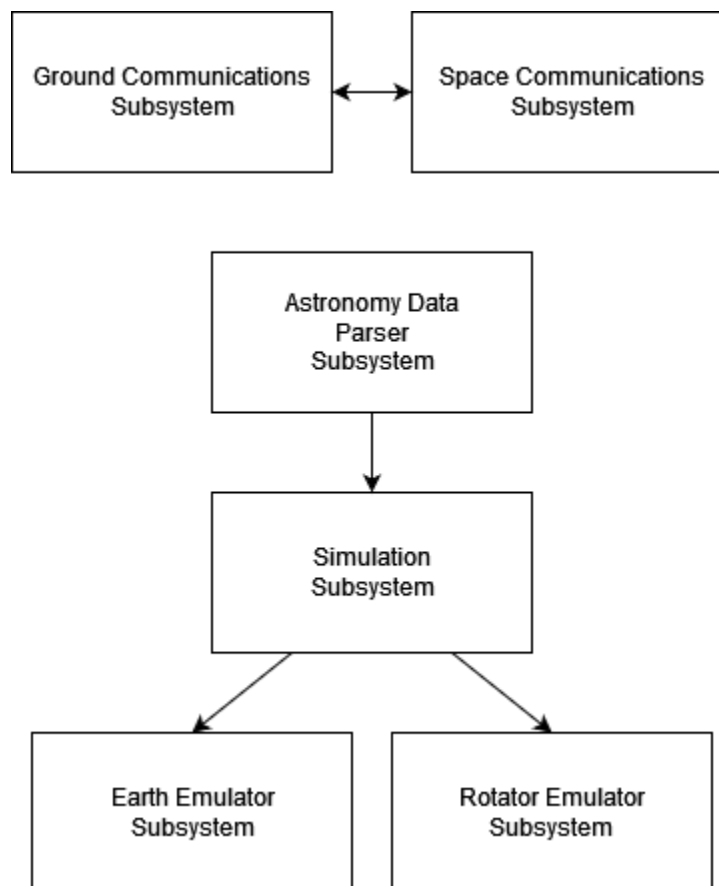 Ground Communications
Subsystem
Space Communications
Subsystem
Astronomy Data
Parser
Subsystem
Simulation
Subsystem
Earth Emulator
Subsystem
Rotator Emulator
Subsystem